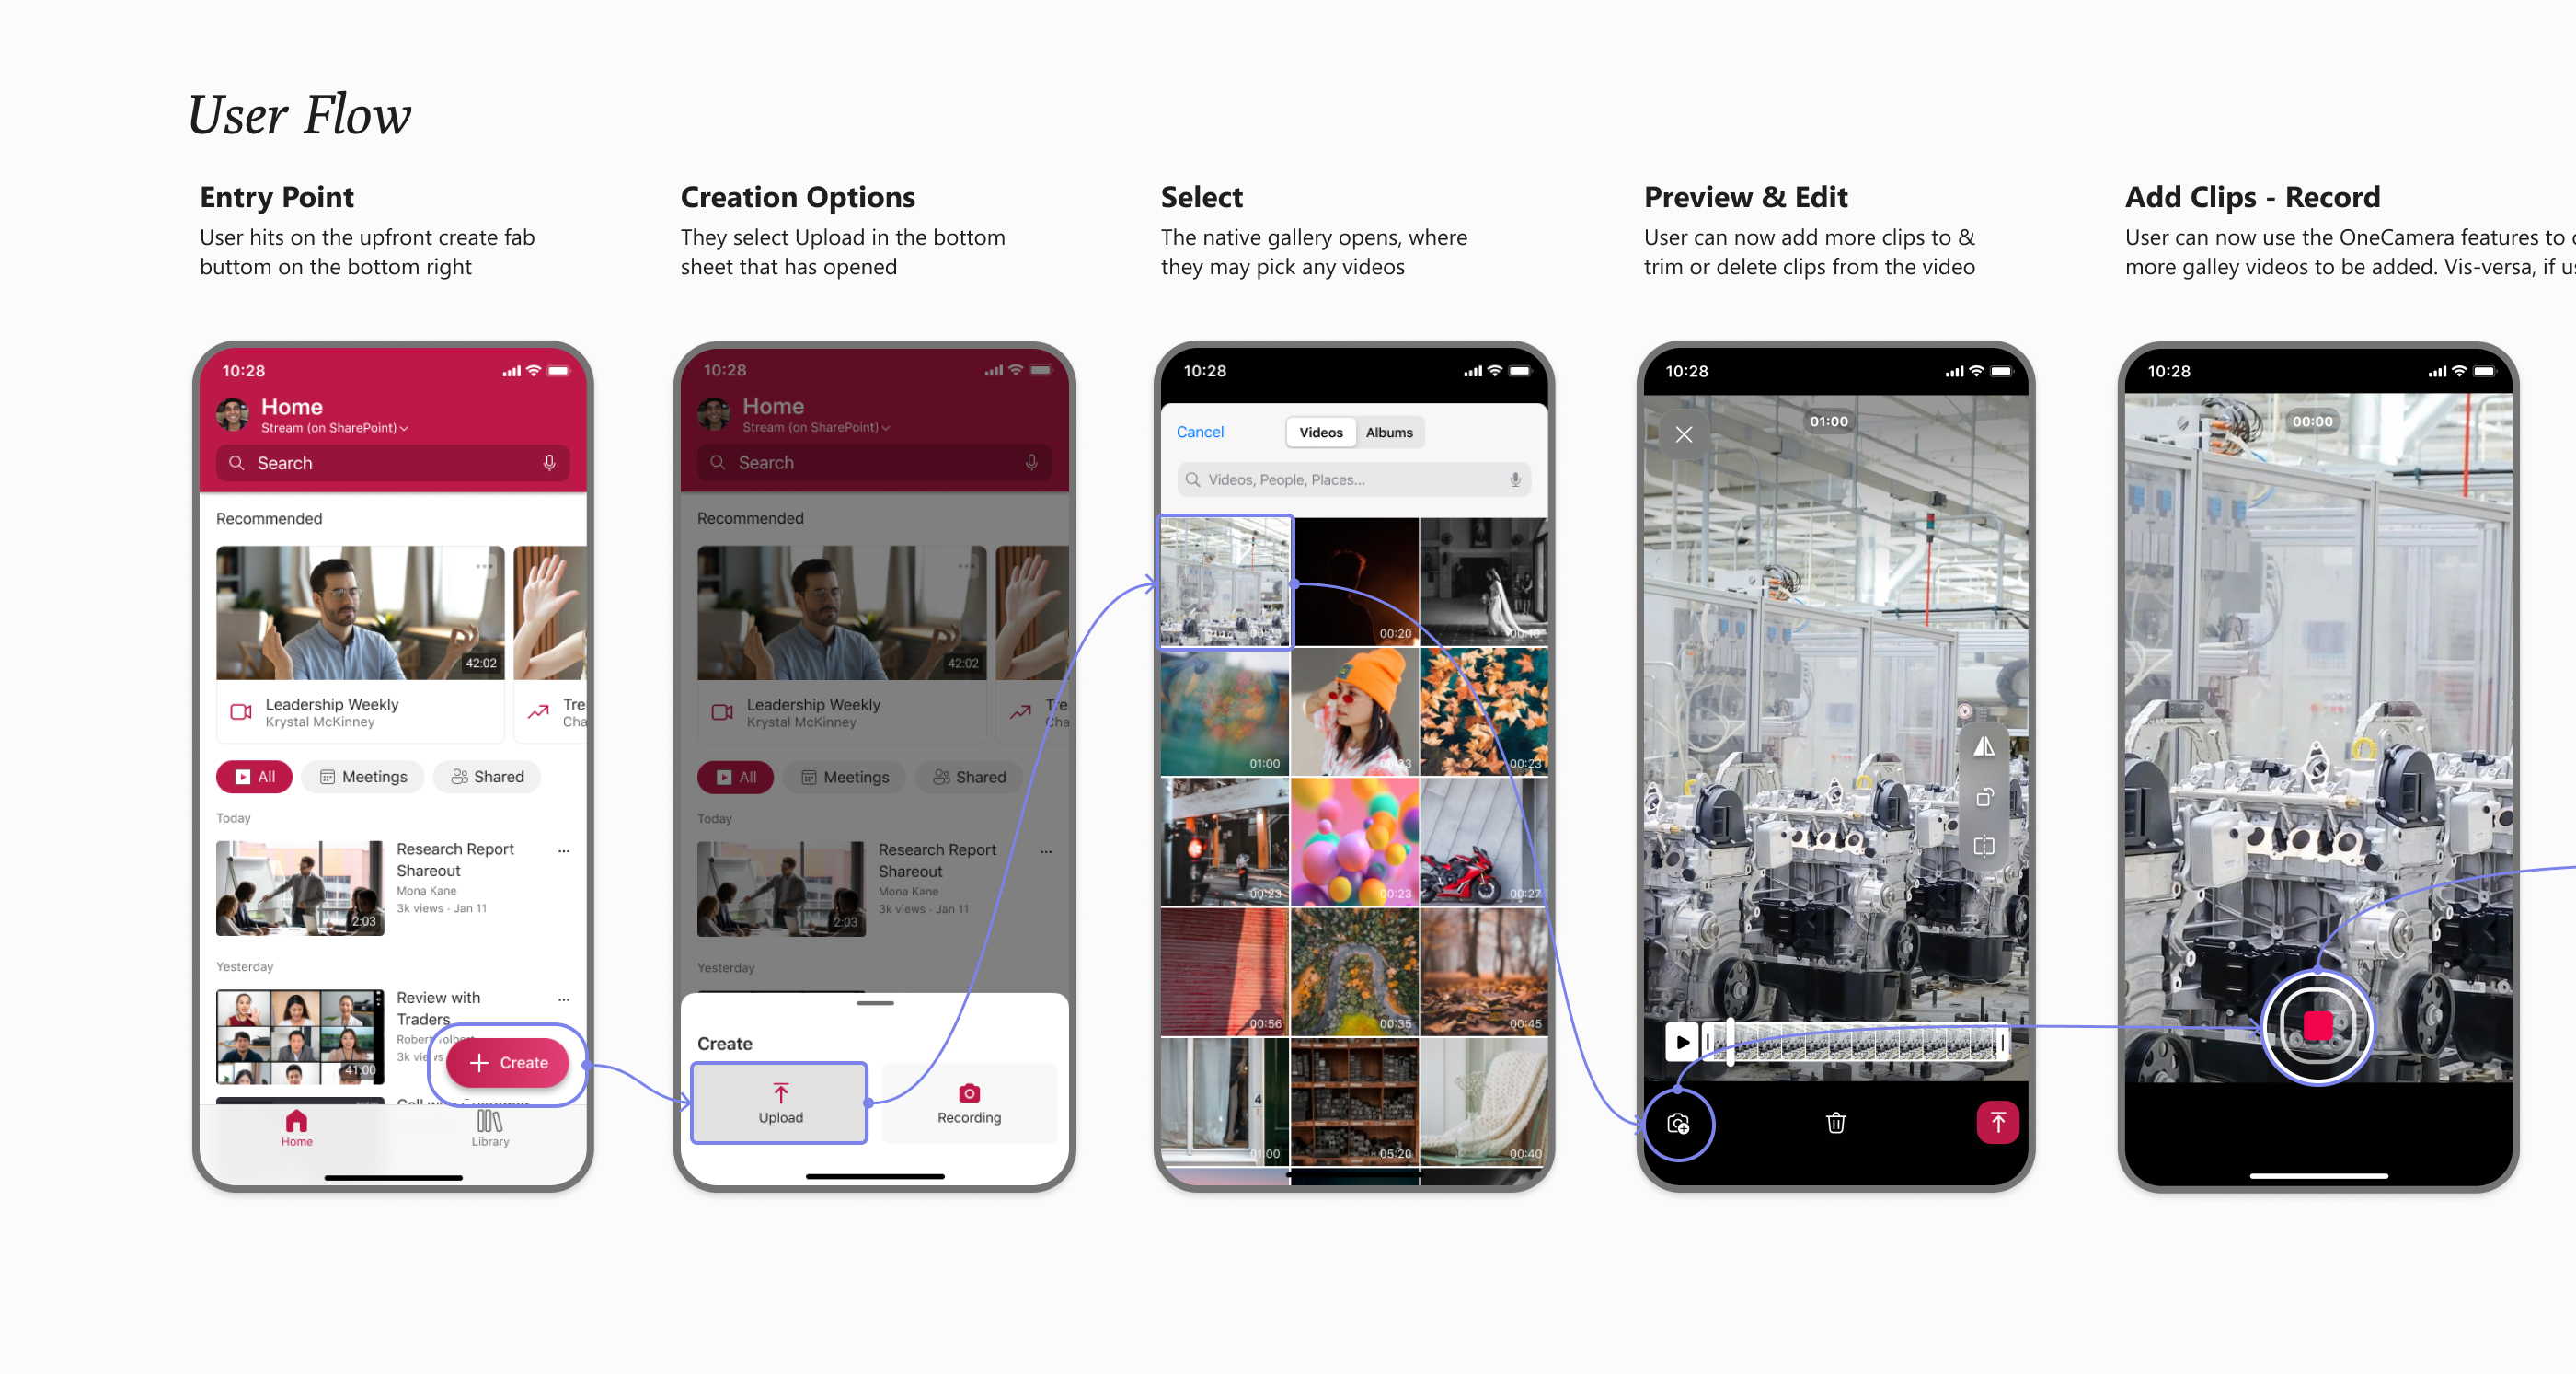 User Flow
Entry Point
User hits on the upfront create fab
buttom on the bottom right
Creation Options
They select Upload in the bottom
sheet that has opened
Select
The native gallery opens, where
they may pick any videos
Preview & Edit
User can now add more clips to &
trim or delete clips from the video
Add Clips - Record
User can now use the OneCamera features to
more galley videos to be added. Vis-versa, if
10:28
Home
Stream (on SharePoint)
Search
Recommended
42:02
Leadership Weekly
Krystal McKinney
Tre
Cha
All
Meetings
Shared
Today
Research Report
Shareout
Mona Kane
3k views · Jan 11
2:03
Yesterday
Review with
Traders
3k views
41:00
Create
Home
Library
10:28
Home
Stream (on SharePoint)
Search
Recommended
42:02
Leadership Weekly
Krystal McKinney
Tre
Cha
All
Meetings
Shared
Today
Research Report
Shareout
Mona Kane
3k views · Jan 11
2:03
Yesterday
Create
Upload
Recording
10:28
Cancel
Videos
Albums
Videos, People, Places...
00:20
01:00
00:23
00:23
00:23
00:23
00:27
00:56
00:35
00:45
01:00
05:20
00:40
10:28
01:00
10:28
00:00